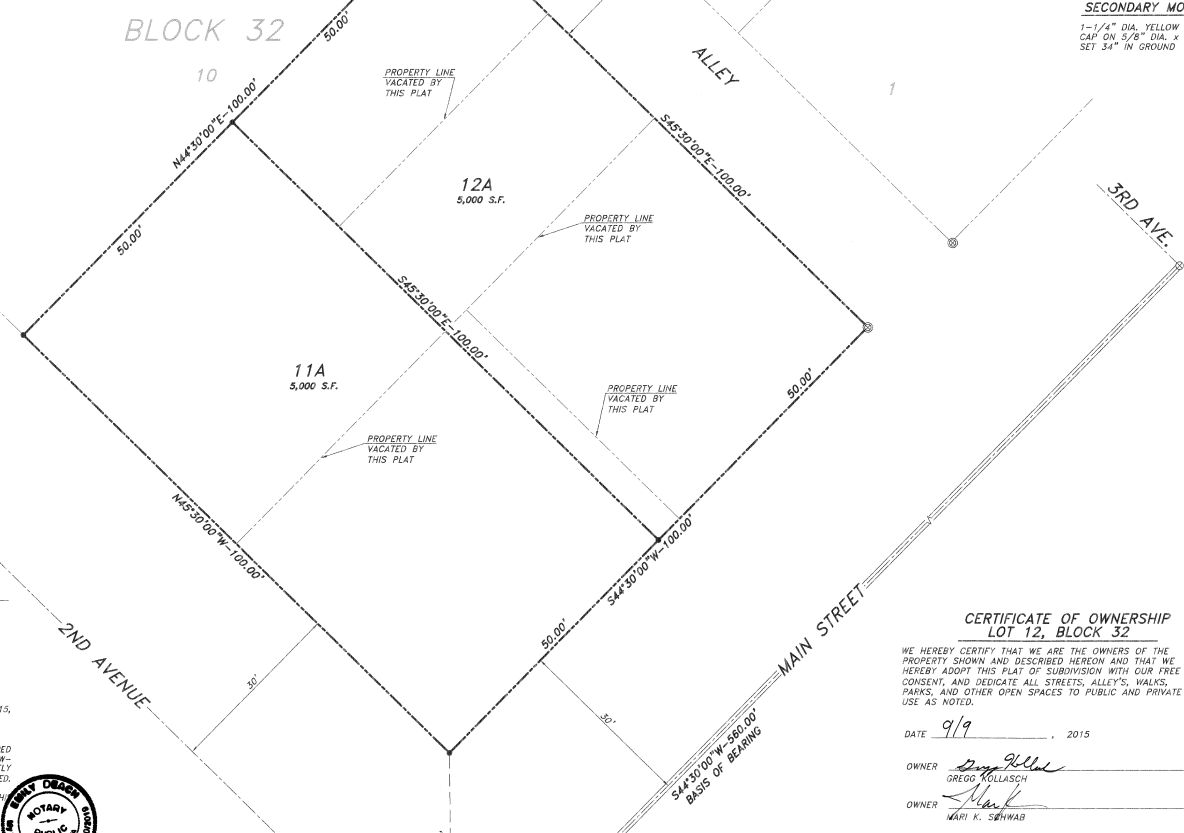 BLOCK 32
10
50.00'
N44°30'00"E-100.00'
PROPERTY LINE
VACATED BY
THIS PLAT
ALLEY
1
SECONDARY MO
1-1/4" DIA. YELLOW
CAP ON 5/8" DIA. x
SET 34" IN GROUND
S45°30'00"E-100.00'
12A
5,000 S.F.
3RD AVE.
50.00'
PROPERTY LINE
VACATED BY
THIS PLAT
S45°30'00"E-100.00'
11A
5,000 S.F.
PROPERTY LINE
VACATED BY
THIS PLAT
50.00'
PROPERTY LINE
VACATED BY
THIS PLAT
N45°30'00"W-100.00'
S44°30'00"W-100.00'
50.00'
2ND AVENUE
30'
30'
MAIN STREET
S44°30'00"W-560.00'
BASIS OF BEARING
CERTIFICATE OF OWNERSHIP
LOT 12, BLOCK 32
WE HEREBY CERTIFY THAT WE ARE THE OWNERS OF THE
PROPERTY SHOWN AND DESCRIBED HEREON AND THAT WE
HEREBY ADOPT THIS PLAT OF SUBDIVISION WITH OUR FREE
CONSENT, AND DEDICATE ALL STREETS, ALLEY'S, WALKS,
PARKS, AND OTHER OPEN SPACES TO PUBLIC AND PRIVATE
USE AS NOTED.
DATE 9/9 , 2015
OWNER
GREGG KOLLASCH
OWNER
MARI K. SCHWAB
15,
ED
W-
LY
ED.
EMILY DEACH
NOTARY
PUBLIC